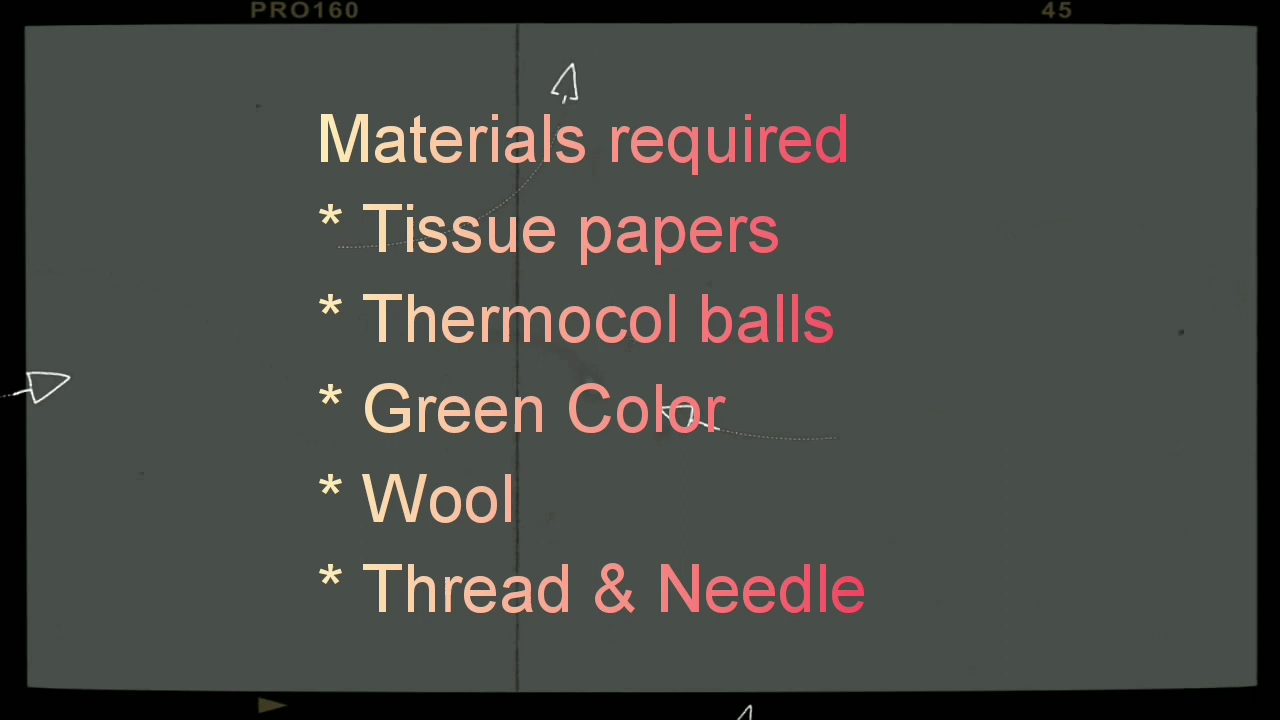 PRO160 45
Materials required
* Tissue papers
* Thermocol balls
* Green Color
* Wool
* Thread & Needle